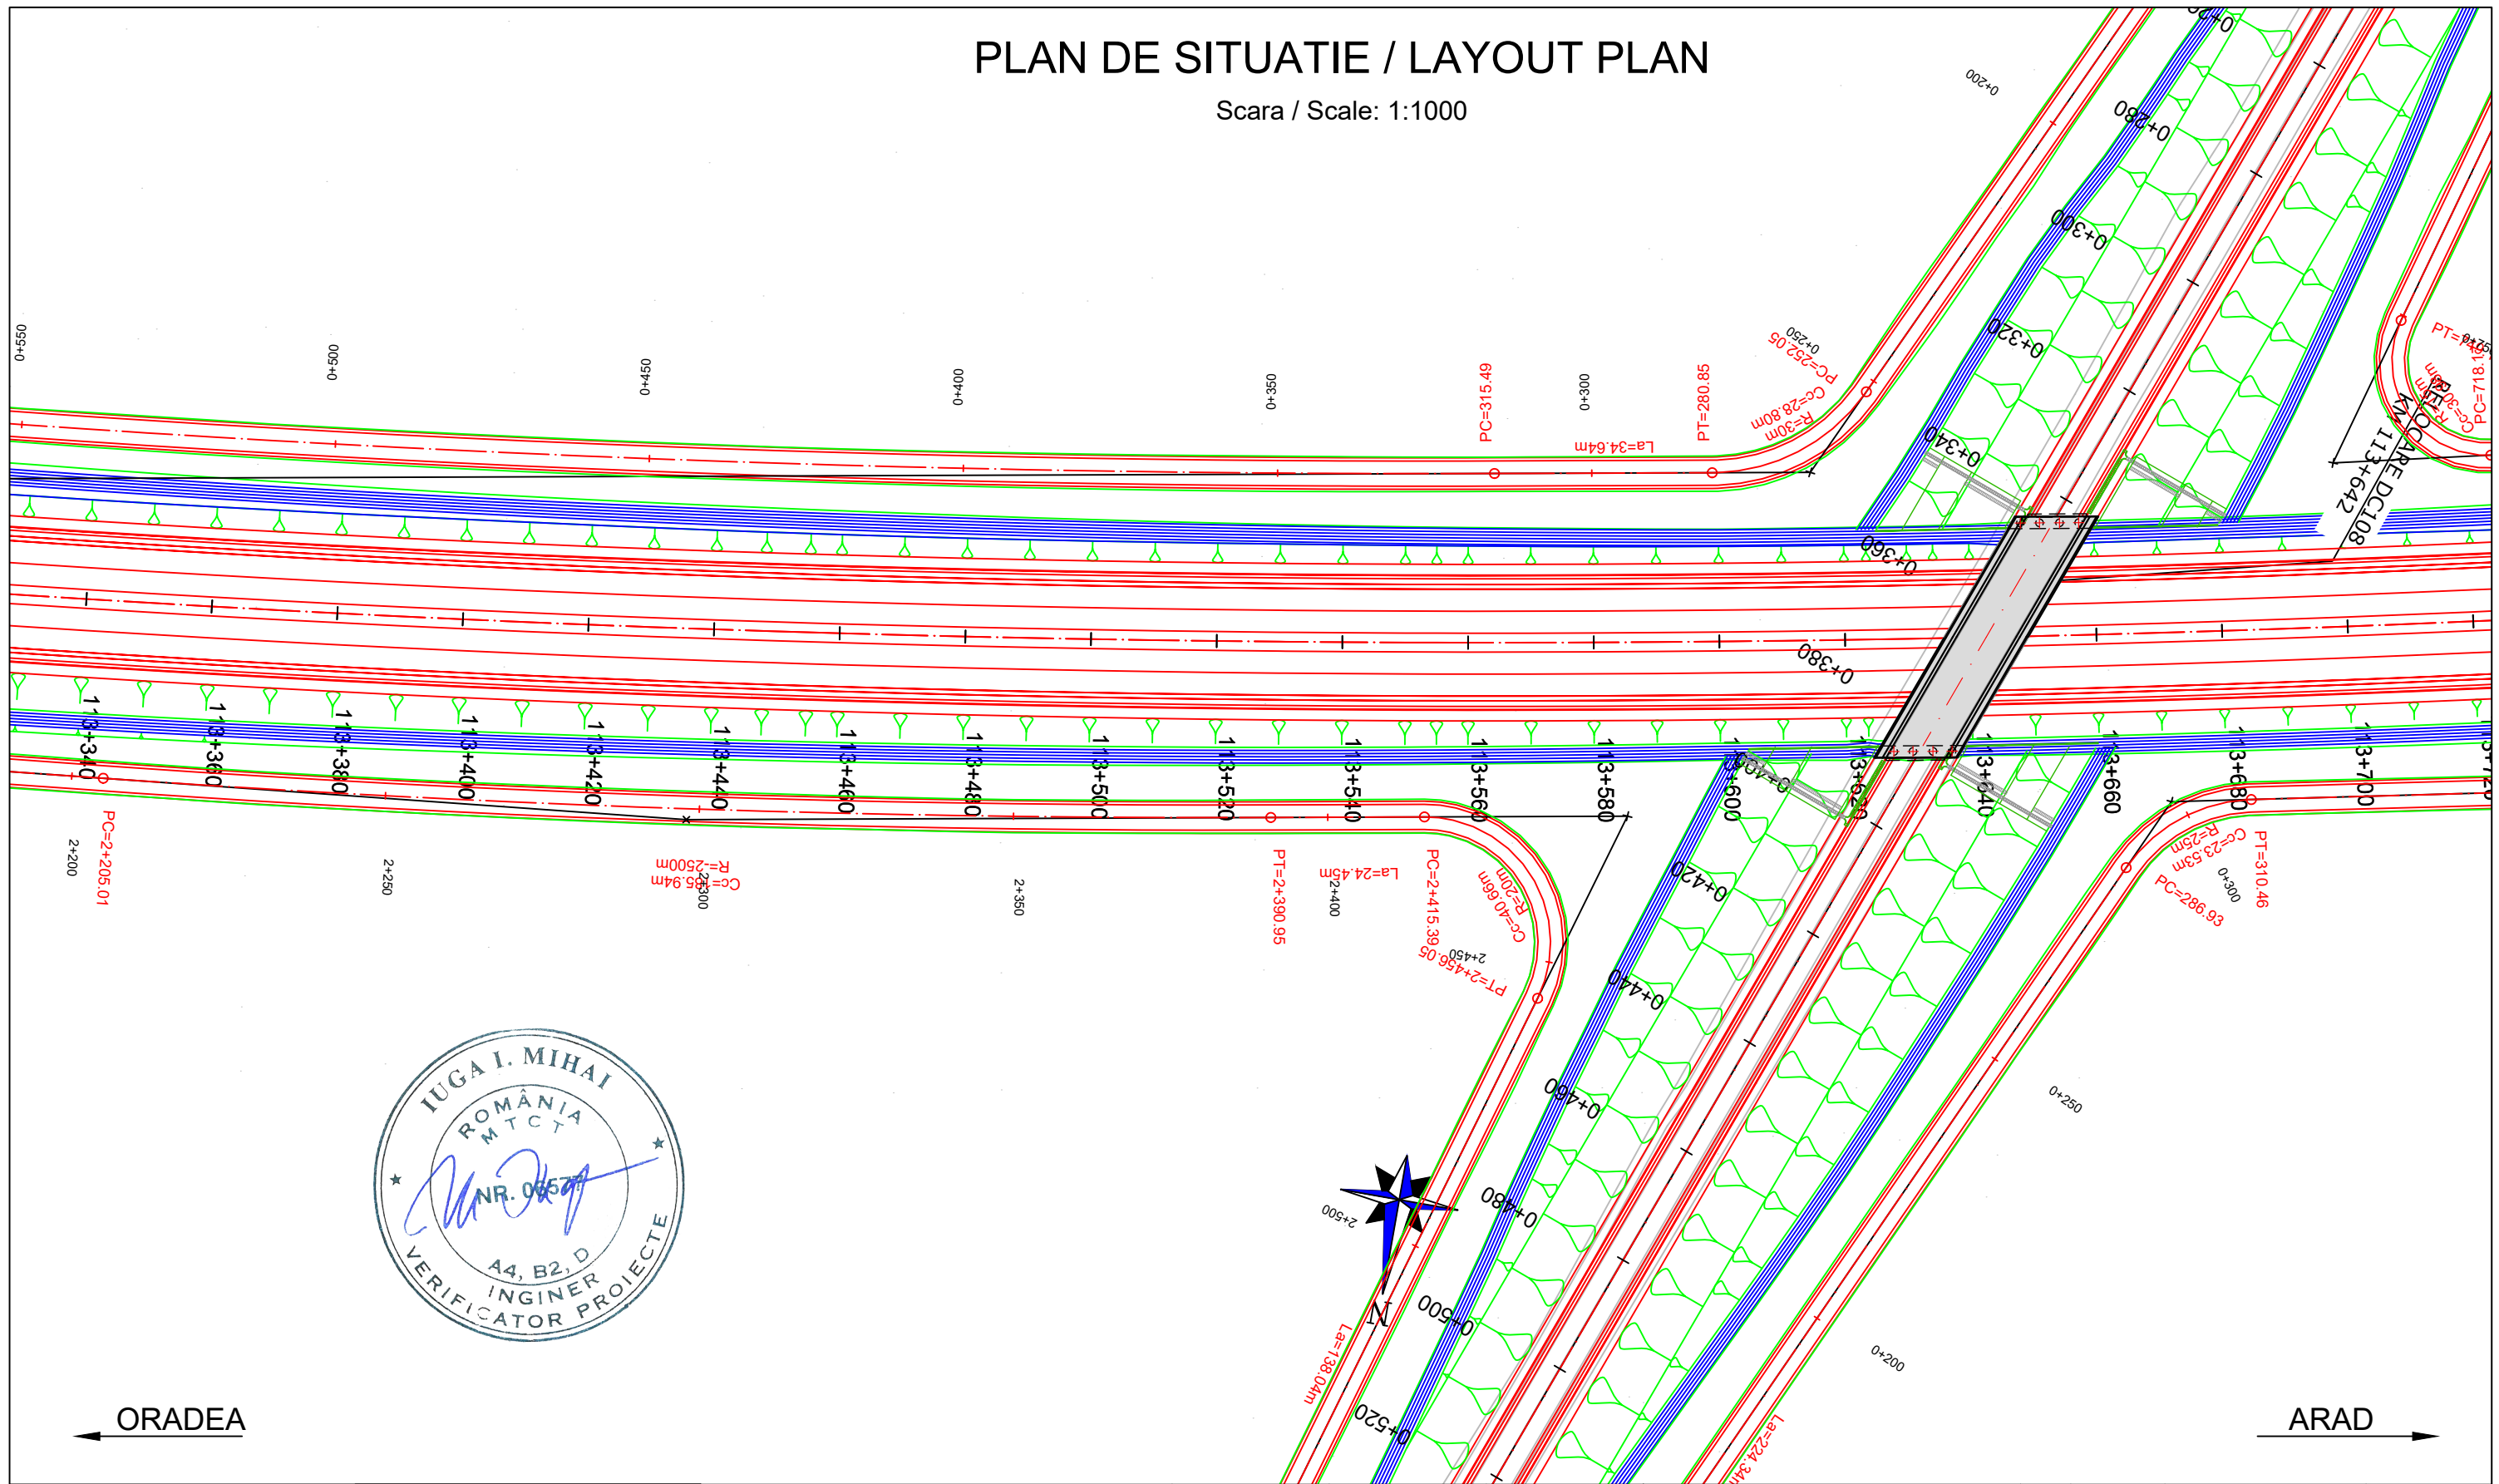 PLAN DE SITUATIE / LAYOUT PLAN
Scara / Scale: 1:1000
0+200
0+280
0+300
0+320
0+340
0+360
0+380
0+420
0+440
0+460
0+480
0+500
0+520
0+550
0+500
0+450
0+400
0+350
PC=315.49
0+300
La=34.64m
PT=280.85
0+250
PC=252.05
Cc=28.80m
R=30m
KM 113+642
113+340
113+360
113+380
113+400
113+420
113+440
113+460
113+480
113+500
113+520
113+540
113+560
113+580
113+600
113+620
113+640
113+660
113+680
113+700
2+200
PC=2+205.01
2+250
R=2500m
Cc=185.94m
2+300
2+350
PT=2+390.95
La=24.45m
2+400
PC=2+415.39
R=20m
Cc=40.66m
2+450
PT=2+456.05
2+500
La=138.04m
R=25m
Cc=23.53m
PT=310.46
PC=286.93
0+300
0+250
0+200
N
IUGA I. MIHAI
ROMÂNIA
MTCT
NR. 06577
A4, B2, D
INGINER
VERIFICATOR PROIECTE
ORADEA
ARAD